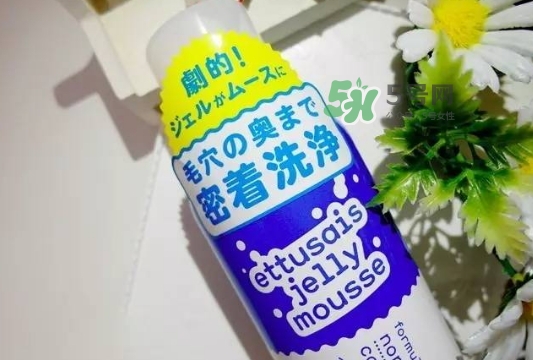 劇的!
ジェルがムースに
毛穴の奥まで
密着洗浄
ettusais
jelly
mousse